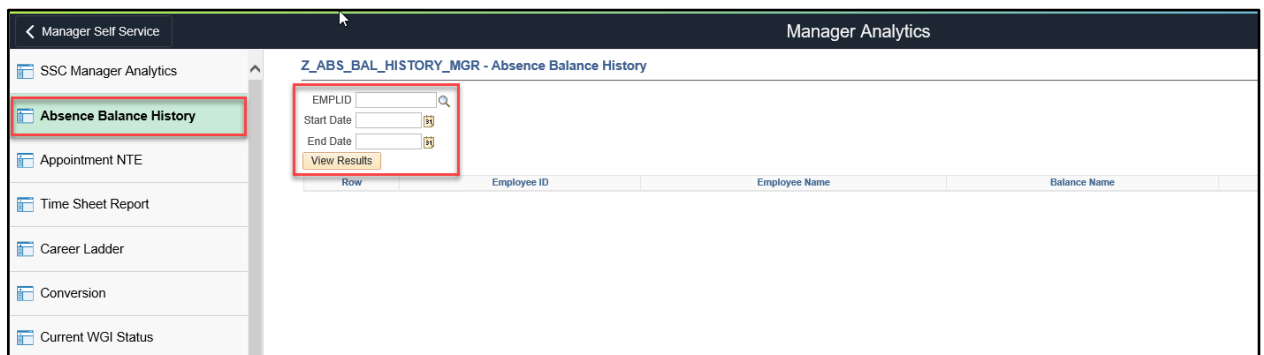 Manager Self Service
Manager Analytics
SSC Manager Analytics
Absence Balance History
Appointment NTE
Time Sheet Report
Career Ladder
Conversion
Current WGI Status
Z_ABS_BAL_HISTORY_MGR - Absence Balance History
EMPLID
Start Date
31
End Date
31
View Results
Row Employee ID Employee Name Balance Name